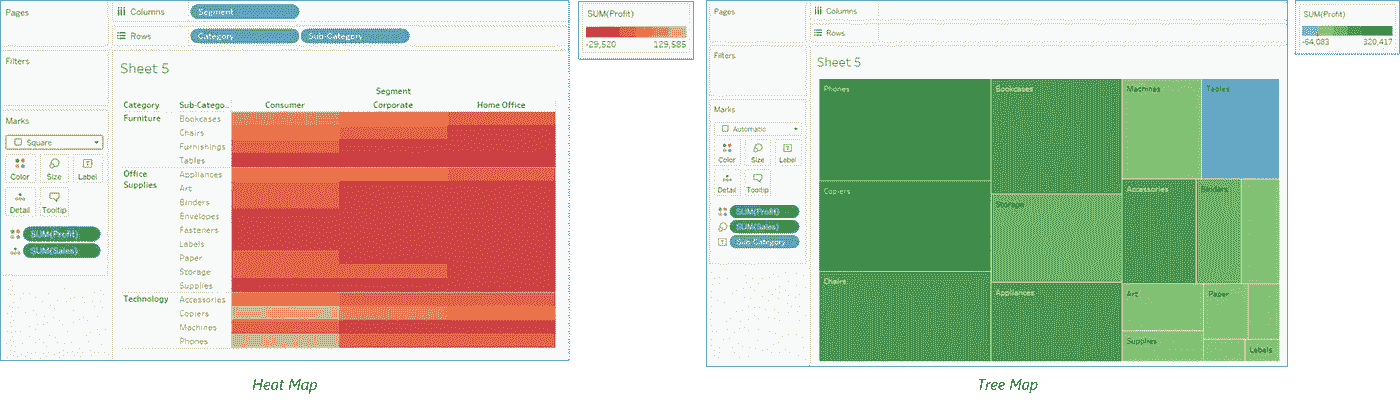 Pages
Columns
Segment
Rows
Category
Sub-Category
Filters
Sheet 5
Segment
Category
Sub-Catego..
Consumer
Corporate
Home Office
Marks
Square
Color
Size
Label
Detail
Tooltip
SUM(Profit)
SUM(Sales)
Furniture
Bookcases
Chairs
Furnishings
Tables
Office
Supplies
Appliances
Art
Binders
Envelopes
Fasteners
Labels
Paper
Storage
Supplies
Technology
Accessories
Copiers
Machines
Phones
SUM(Profit)
-29,520
129,585
Heat Map
Pages
Columns
Rows
Filters
Sheet 5
Marks
Automatic
Color
Size
Label
Detail
Tooltip
SUM(Profit)
SUM(Sales)
Sub-Category
Phones
Copiers
Chairs
Bookcases
Storage
Appliances
Machines
Tables
Accessories
Binders
Art
Supplies
Paper
Labels
SUM(Profit)
-64,083
320,417
Tree Map